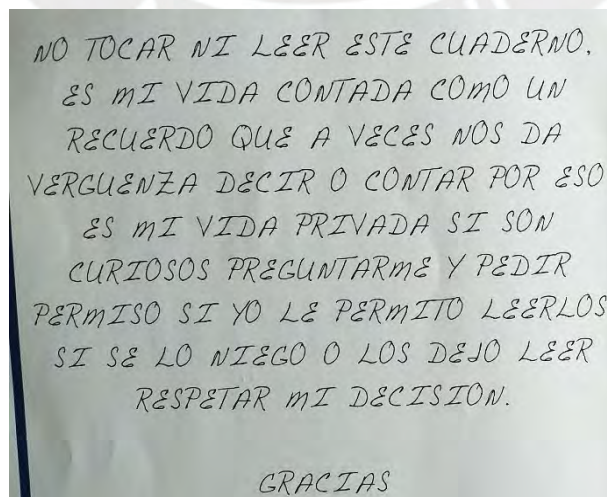 NO TOCAR NI LEER ESTE CUADERNO.
ES MI VIDA CONTADA COMO UN
RECUERDO QUE A VECES NOS DA
VERGUENZA DECIR O CONTAR POR ESO
ES MI VIDA PRIVADA SI SON
CURIOSOS PREGUNTARME Y PEDIR
PERMISO SI YO LE PERMITO LEERLOS
SI SE LO NIEGO O LOS DEJO LEER
RESPETAR MI DECISION.
GRACIAS